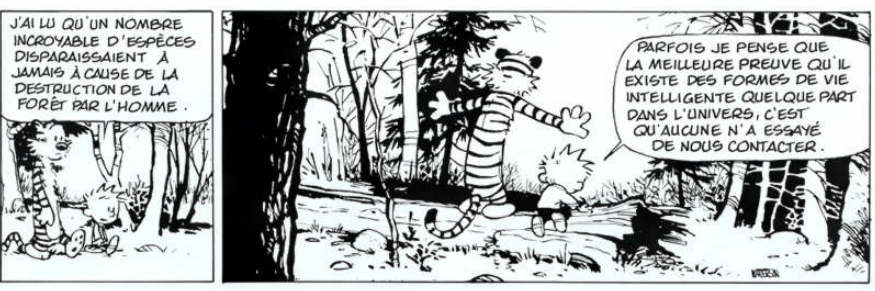 J'AI LU QU'UN NOMBRE
INCROYABLE D'ESPÈCES
DISPARAISSAIENT À
JAMAIS À CAUSE DE LA
DESTRUCTION DE LA
FORÊT PAR L'HOMME.
PARFOIS JE PENSE QUE
LA MEILLEURE PREUVE QU'IL
EXISTE DES FORMES DE VIE
INTELLIGENTE QUELQUE PART
DANS L'UNIVERS, C'EST
QU'AUCUNE N'A ESSAYÉ
DE NOUS CONTACTER.
WATTERSON